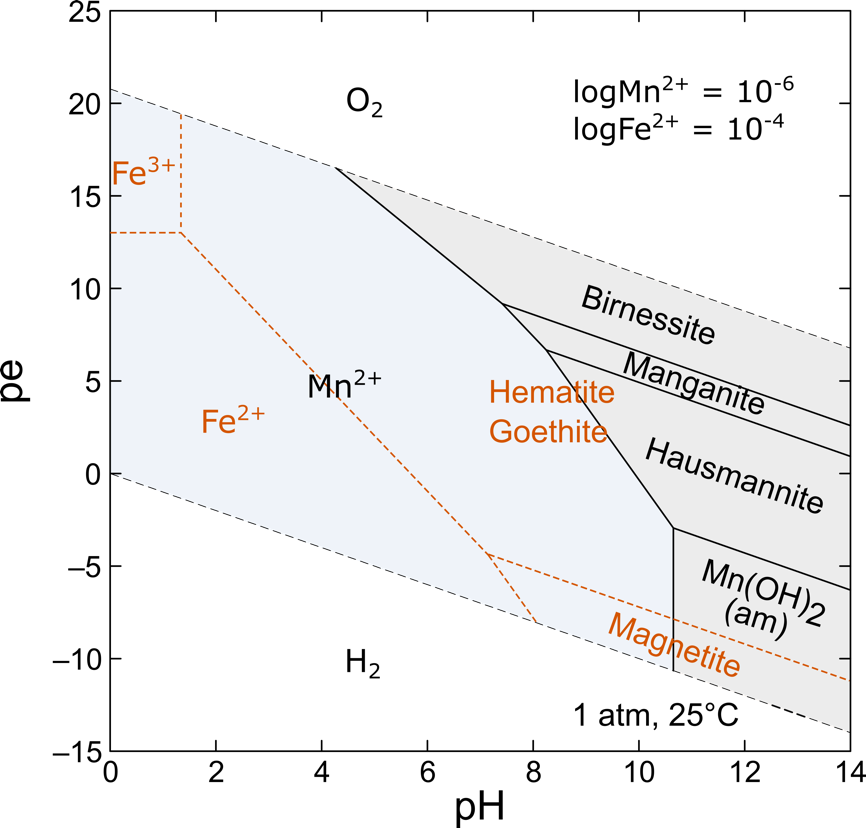 25
20
15
10
5
0
−5
−10
−15
pe
O₂
logMn²⁺ = 10⁻⁶
logFe²⁺ = 10⁻⁴
Fe³⁺
Birnessite
Manganite
Mn²⁺
Hematite
Goethite
Fe²⁺
Hausmannite
Mn(OH)₂
(am)
Magnetite
H₂
1 atm, 25°C
0 2 4 6 8 10 12 14
pH